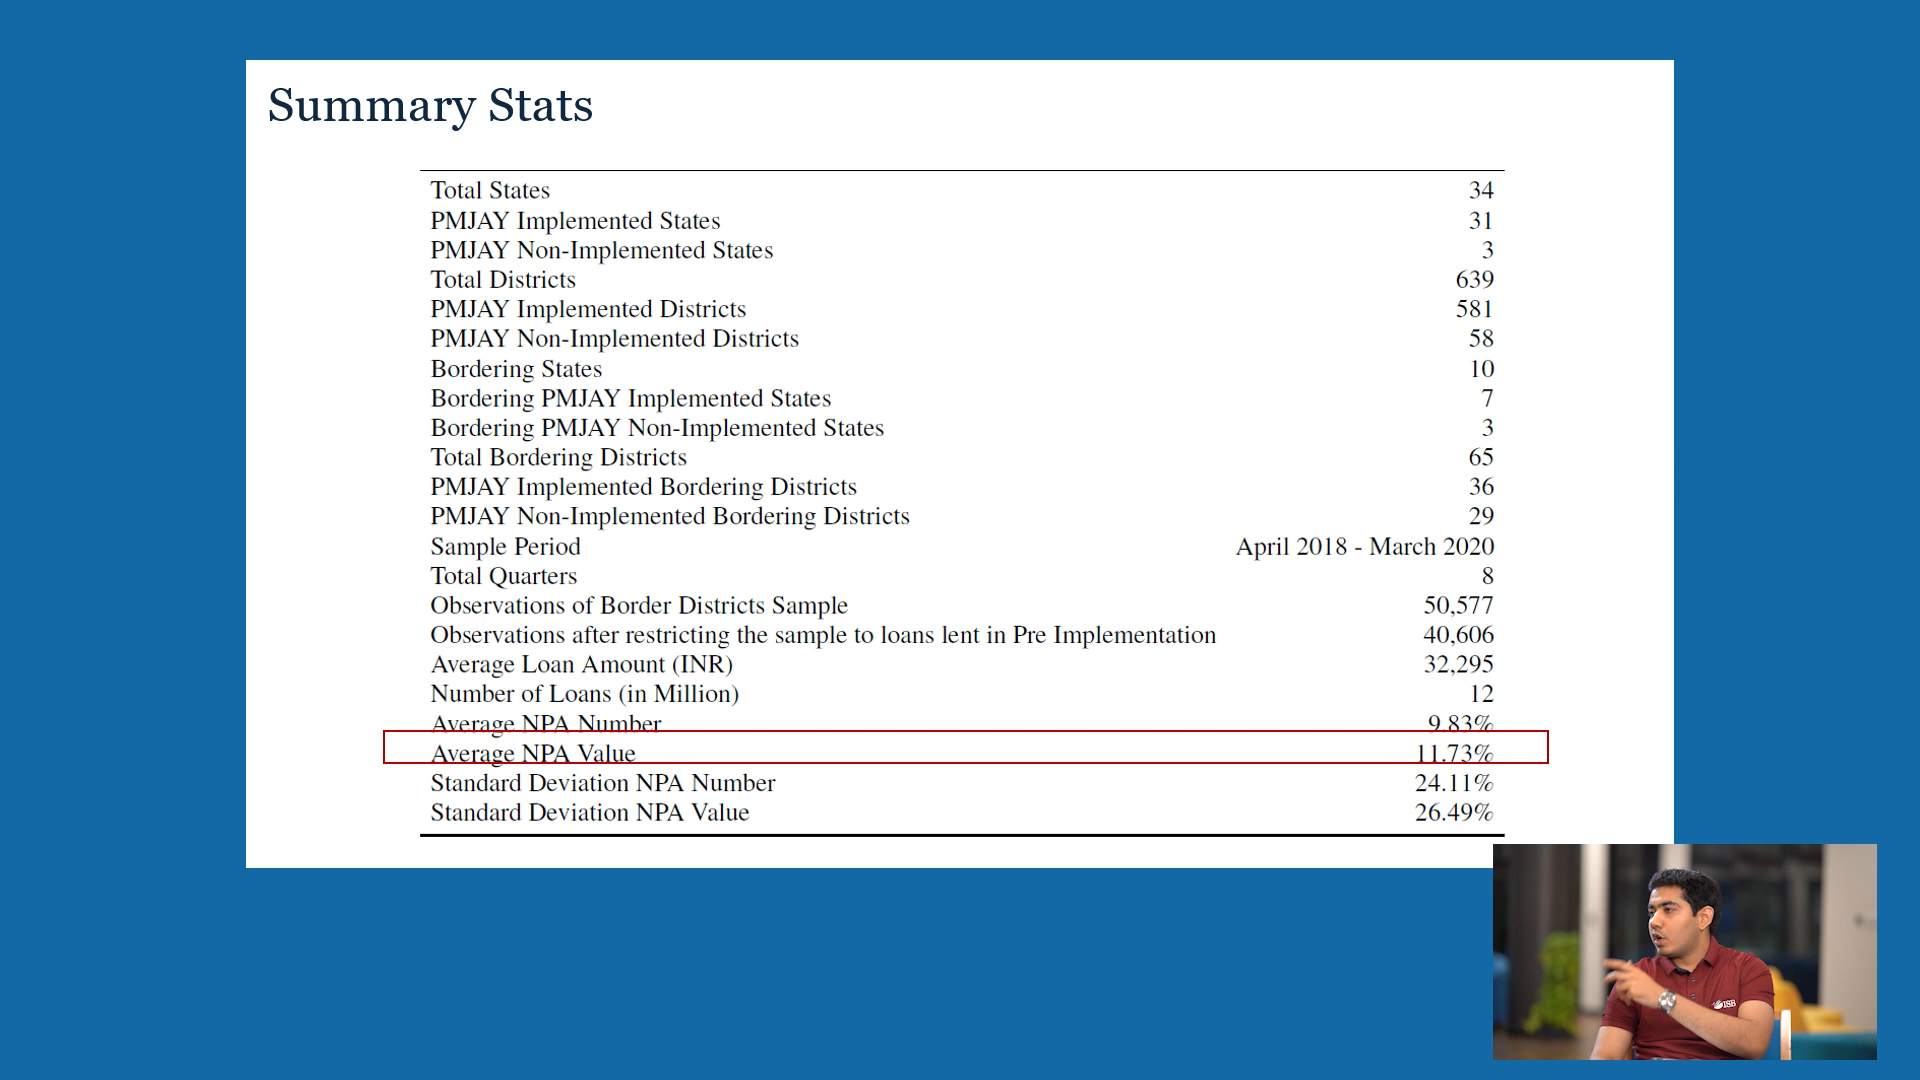 Summary Stats
Total States 34
PMJAY Implemented States 31
PMJAY Non-Implemented States 3
Total Districts 639
PMJAY Implemented Districts 581
PMJAY Non-Implemented Districts 58
Bordering States 10
Bordering PMJAY Implemented States 7
Bordering PMJAY Non-Implemented States 3
Total Bordering Districts 65
PMJAY Implemented Bordering Districts 36
PMJAY Non-Implemented Bordering Districts 29
Sample Period April 2018 - March 2020
Total Quarters 8
Observations of Border Districts Sample 50,577
Observations after restricting the sample to loans lent in Pre Implementation 40,606
Average Loan Amount (INR) 32,295
Number of Loans (in Million) 12
Average NPA Number 9.83%
Average NPA Value 11.73%
Standard Deviation NPA Number 24.11%
Standard Deviation NPA Value 26.49%
ISB